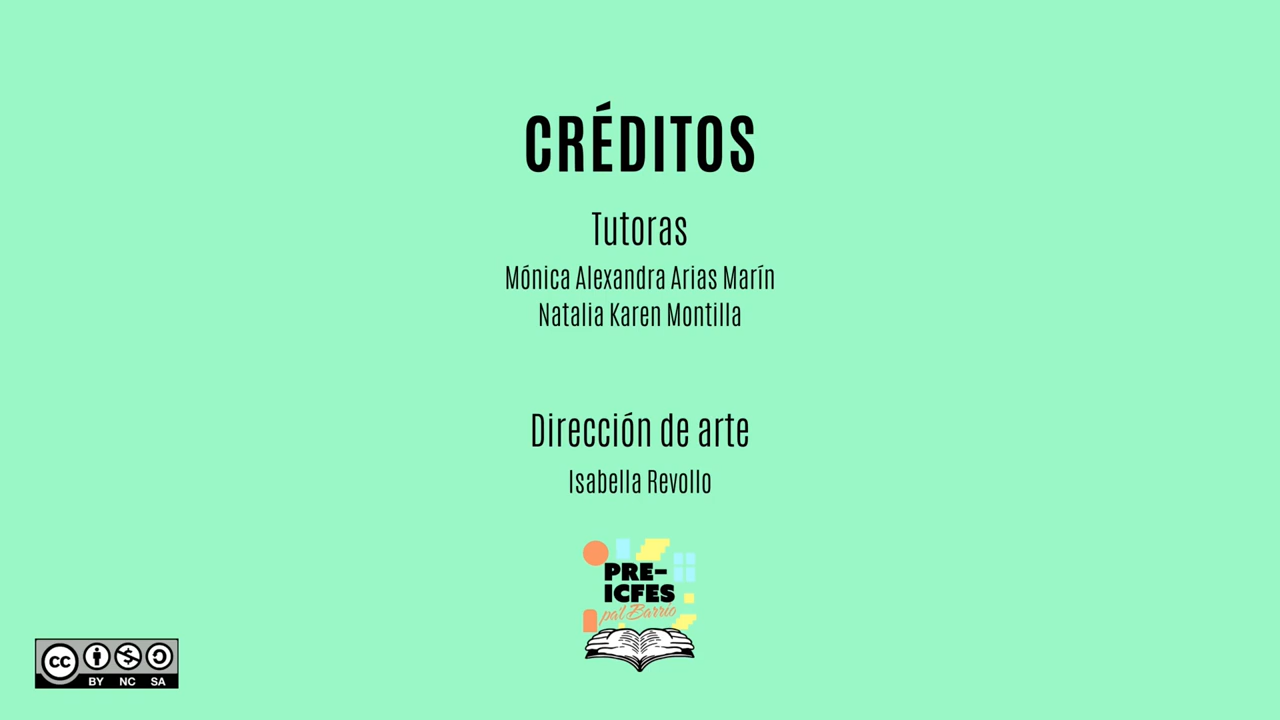 CRÉDITOS
Tutoras
Mónica Alexandra Arias Marín
Natalia Karen Montilla
Dirección de arte
Isabella Revollo
PRE-
ICFES
pa'l Barrio
cc
BY NC SA